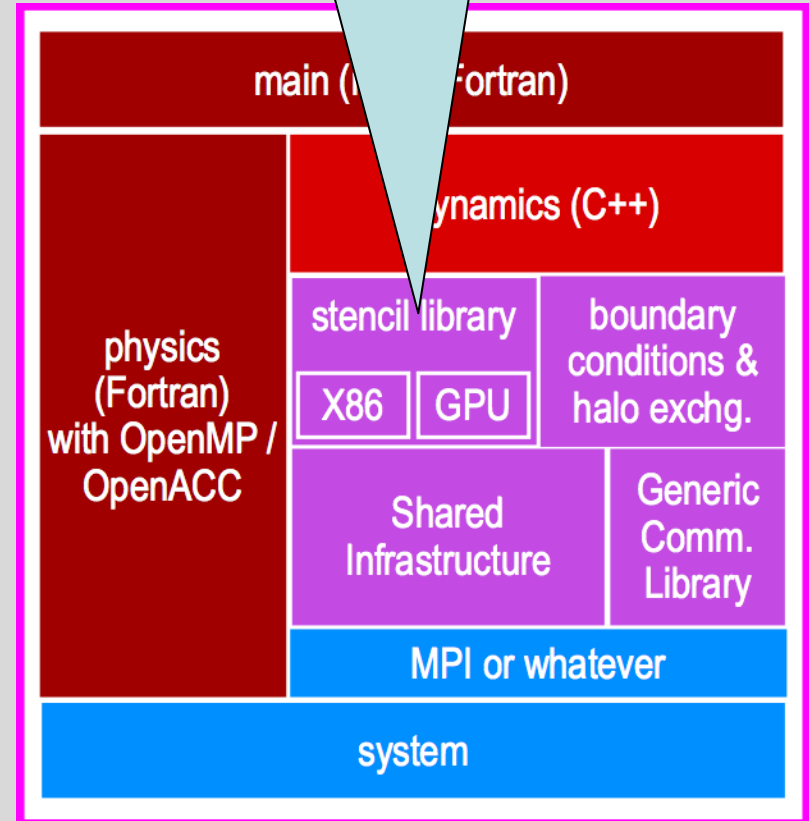 main (
Fortran)
ynamics (C++)
stencil library
X86
GPU
boundary
conditions &
halo exchg.
physics
(Fortran)
with OpenMP /
OpenACC
Shared
Infrastructure
Generic
Comm.
Library
MPI or whatever
system